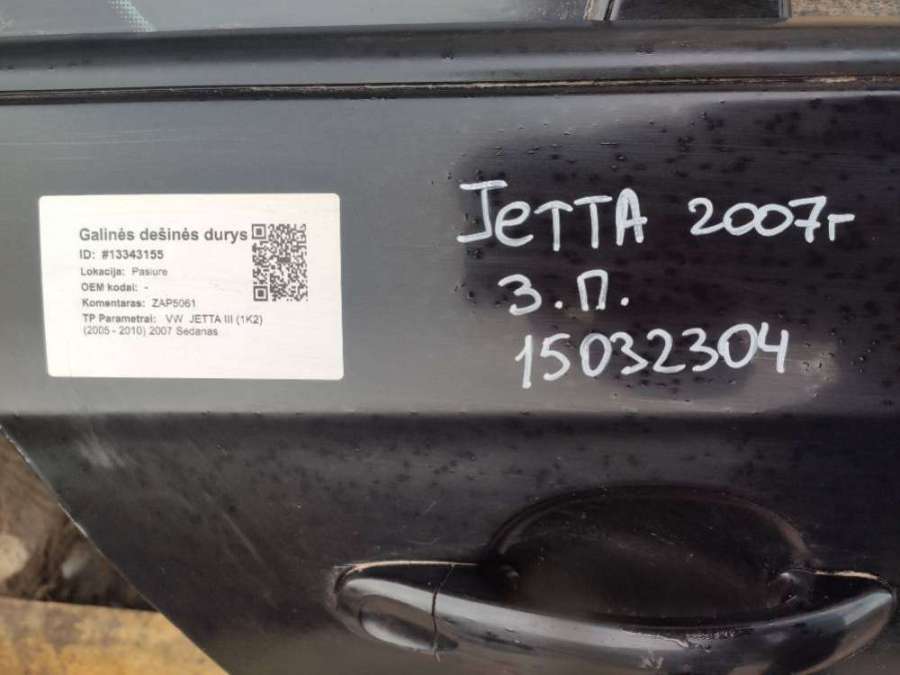 Galinės dešinės durys
ID: #13343155
Lokacija: Pasiure
OEM kodai: -
Komentaras: ZAP5061
TP Parametrai: VW JETTA III (1K2)
(2005 - 2010) 2007 Sedanas
JeTTA 2007г
З.П.
15032304